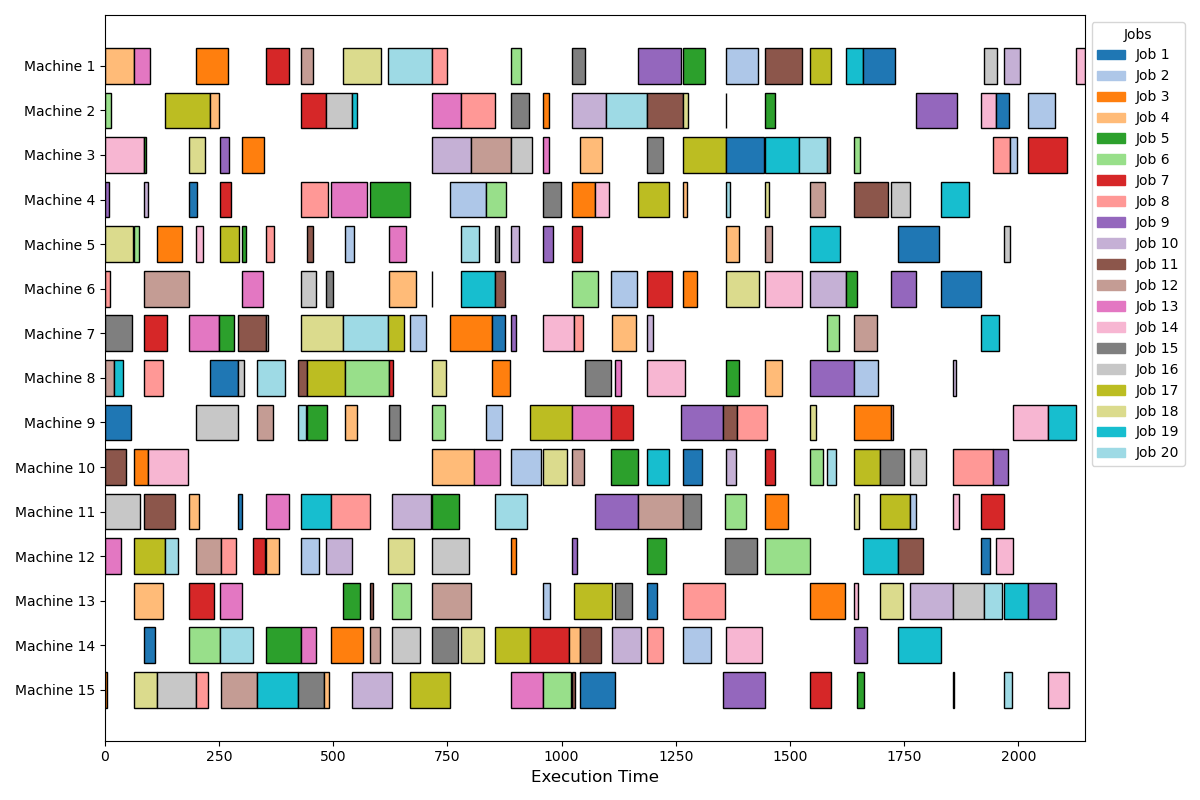 Machine 1
Machine 2
Machine 3
Machine 4
Machine 5
Machine 6
Machine 7
Machine 8
Machine 9
Machine 10
Machine 11
Machine 12
Machine 13
Machine 14
Machine 15
0 250 500 750 1000 1250 1500 1750 2000
Execution Time
Jobs
Job 1
Job 2
Job 3
Job 4
Job 5
Job 6
Job 7
Job 8
Job 9
Job 10
Job 11
Job 12
Job 13
Job 14
Job 15
Job 16
Job 17
Job 18
Job 19
Job 20